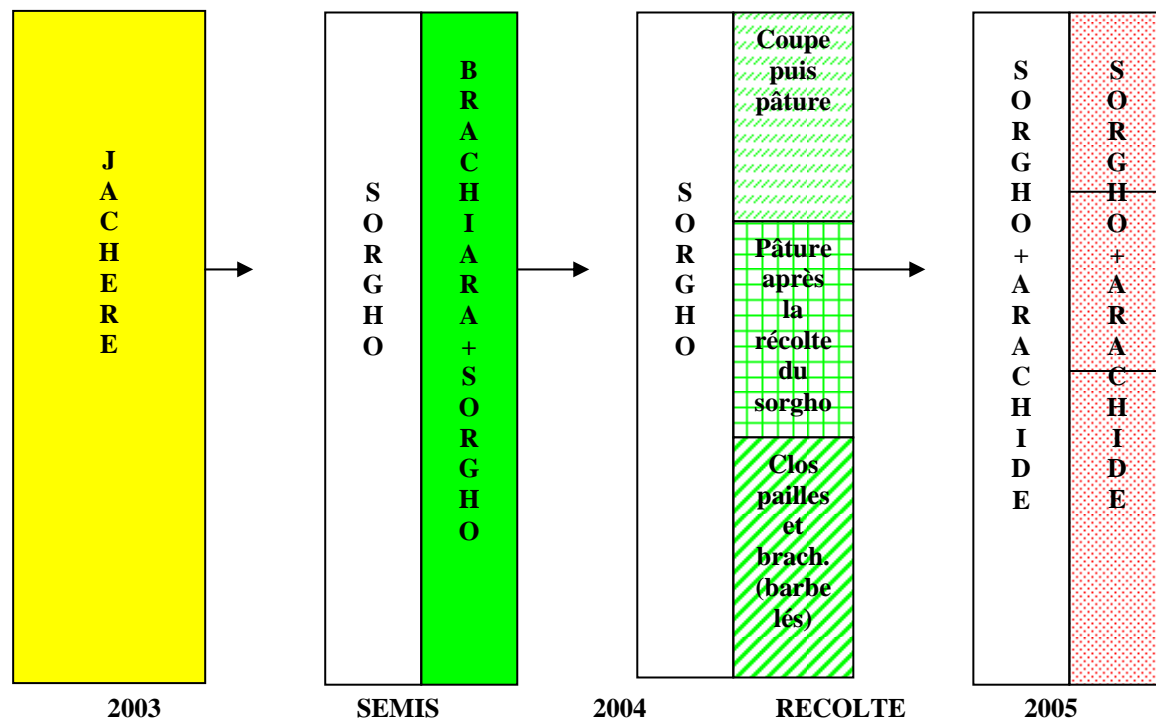 JACHERE
SORGHO
BRACHIARA+SORGHO
SORGHO
Coupe
puis
pâture
Pâture
après
la
récolte
du
sorgho
Clos
pailles
et
brach.
(barbe
lés)
SORGHO+ARACHIDE
SORGHO+ARACHIDE
2003 SEMIS 2004 RECOLTE 2005